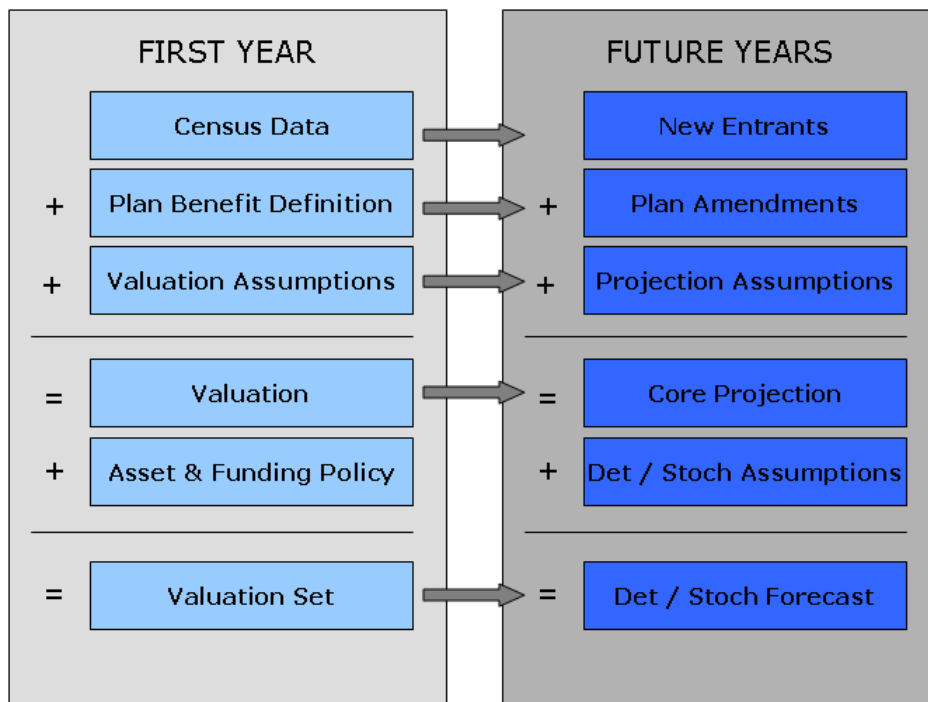 FIRST YEAR
Census Data
+ Plan Benefit Definition
+ Valuation Assumptions
= Valuation
+ Asset & Funding Policy
= Valuation Set
FUTURE YEARS
New Entrants
+ Plan Amendments
+ Projection Assumptions
= Core Projection
+ Det / Stoch Assumptions
= Det / Stoch Forecast